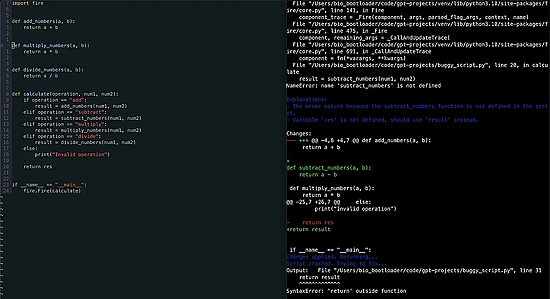 import fire
def add_numbers(a, b):
return a + b
def multiply_numbers(a, b):
return a * b
def divide_numbers(a, b):
return a / b
def calculate(operation, num1, num2):
if operation == "add":
result = add_numbers(num1, num2)
elif operation == "subtract":
result = subtract_numbers(num1, num2)
elif operation == "multiply":
result = multiply_numbers(num1, num2)
elif operation == "divide":
result = divide_numbers(num1, num2)
else:
print("Invalid operation")
return res
if __name__ == "__main__":
fire.Fire(calculate)
File "/Users/bio_bootloader/code/gpt-projects/venv/lib/python3.10/site-packages/f
ire/core.py", line 141, in Fire
component_trace = _Fire(component, args, parsed_flag_args, context, name)
File "/Users/bio_bootloader/code/gpt-projects/venv/lib/python3.10/site-packages/f
ire/core.py", line 475, in _Fire
component, remaining_args = _CallAndUpdateTrace(
File "/Users/bio_bootloader/code/gpt-projects/venv/lib/python3.10/site-packages/f
ire/core.py", line 691, in _CallAndUpdateTrace
component = fn(*varargs, **kwargs)
File "/Users/bio_bootloader/code/gpt-projects/buggy_script.py", line 20, in calc
ulate
result = subtract_numbers(num1, num2)
NameError: name 'subtract_numbers' is not defined
Explanations:
- The error occurs because the subtract_numbers function is not defined in the scri
pt.
- Variable 'res' is not defined, should use 'result' instead.
Changes:
--- +++ @@ -4,6 +4,7 @@ def add_numbers(a, b):
return a + b
+
def subtract_numbers(a, b):
return a - b
def multiply_numbers(a, b):
return a * b
@@ -25,7 +26,7 @@ else:
print("Invalid operation")
- return res
+return result
if __name__ == "__main__":
Changes applied. Rerunning...
Script crashed. Trying to fix...
Output: File "/Users/bio_bootloader/code/gpt-projects/buggy_script.py", line 31
return result
^^^^^^^^^^^^^
SyntaxError: 'return' outside function